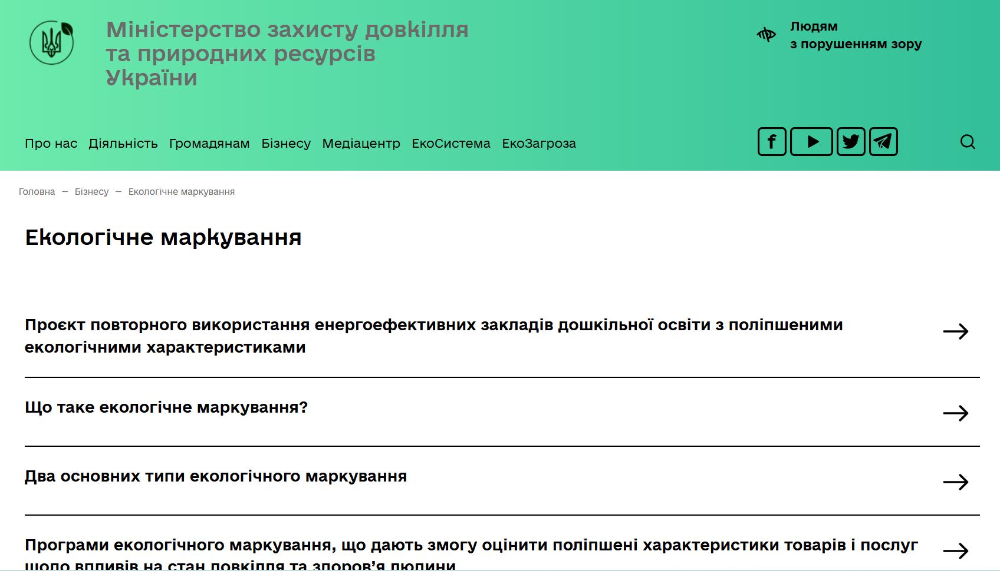 Міністерство захисту довкілля
та природних ресурсів
України
Людям
з порушенням зору
Про нас Діяльність Громадянам Бізнесу Медіацентр ЕкоСистема ЕкоЗагроза
Головна — Бізнесу — Екологічне маркування
Екологічне маркування
Проєкт повторного використання енергоефективних закладів дошкільної освіти з поліпшеними
екологічними характеристиками
Що таке екологічне маркування?
Два основних типи екологічного маркування
Програми екологічного маркування, що дають змогу оцінити поліпшені характеристики товарів і послуг
щодо впливів на стан довкілля та здоров’я людини